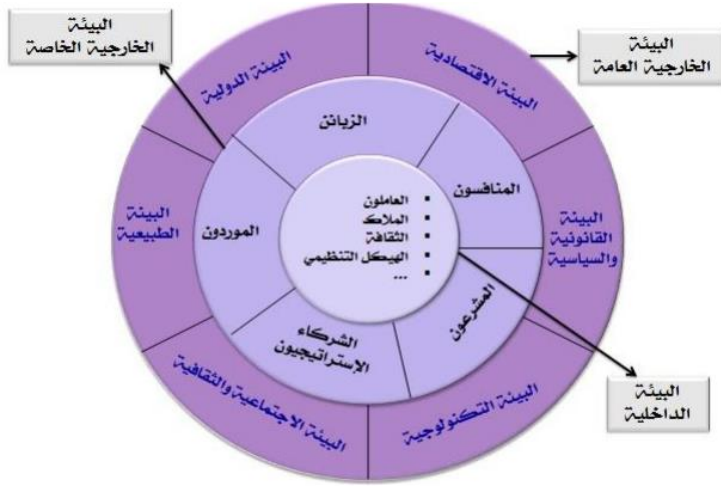 البيئة
الخارجية العامة
البيئة
الخارجية الخاصة
البيئة الاقتصادية
البيئة الدولية
البيئة
القانونية
والسياسية
البيئة
الطبيعية
البيئة التكنولوجية
البيئة الاجتماعية والثقافية
الزبائن
المنافسون
الموردون
المشرعون
الشركاء
الإستراتيجيون
▪ العاملون
▪ الملاك
▪ الثقافة
▪ الهيكل التنظيمي
▪ ...
البيئة
الداخلية